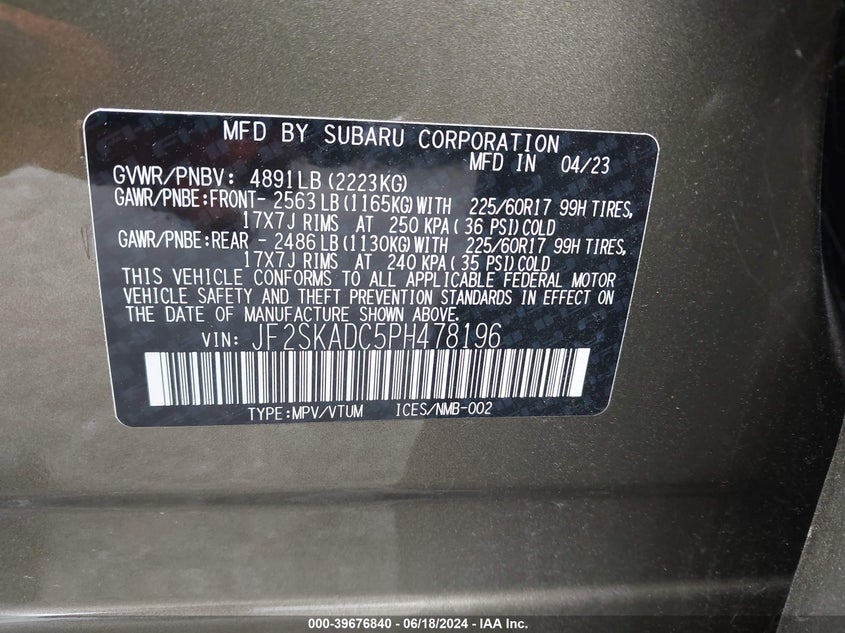 MFD BY SUBARU CORPORATION
MFD IN 04/23
GVWR/PNBV: 4891LB(2223KG)
GAWR/PNBE:FRONT- 2563LB(1165KG)WITH 225/60R17 99H TIRES,
17X7J RIMS AT 250 KPA( 36 PSI)COLD
GAWR/PNBE:REAR - 2486LB(1130KG)WITH 225/60R17 99H TIRES,
17X7J RIMS AT 240 KPA( 35 PSI)COLD
THIS VEHICLE CONFORMS TO ALL APPLICABLE FEDERAL MOTOR
VEHICLE SAFETY AND THEFT PREVENTION STANDARDS IN EFFECT ON
THE DATE OF MANUFACTURE SHOWN ABOVE.
VIN: JF2SKADC5PH478196
TYPE:MPV/VTUM ICES/NMB-002
000-39676840 - 06/18/2024 - IAA Inc.